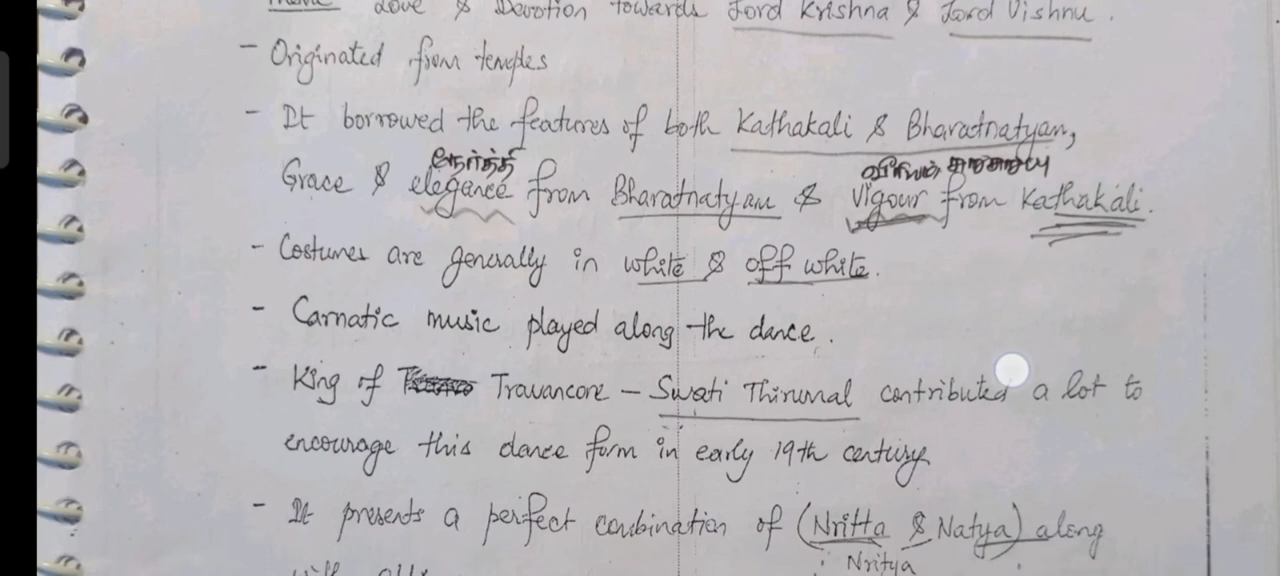 Theme Love & Devotion towards Lord Krishna & Lord Vishnu.
- Originated from temples
- It borrowed the features of both Kathakali & Bharatnatyam,
நேர்த்தி
Grace & elegance from Bharatnatyam & Vigour from Kathakali.
- Costumes are generally in white & off white.
- Carnatic music played along the dance.
- King of Travancore – Swati Thirunal contributed a lot to
encourage this dance form in early 19th century
- It presents a perfect combination of (Nritta & Natya) along
Nritya